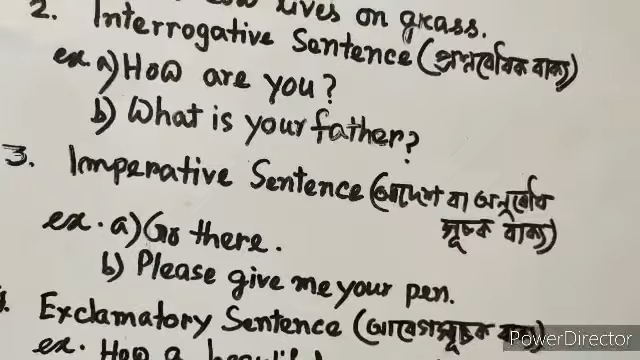 lives on grass.
2. Interrogative Sentence (প্রশ্নবোধক বাক্য)
ex. a) How are you?
b) What is your father?
3. Imperative Sentence (আদেশ বা অনুরোধ
সূচক বাক্য)
ex. a) Go there.
b) Please give me your pen.
Exclamatory Sentence (আবেগসূচক বাক্য)
ex. How a
PowerDirector